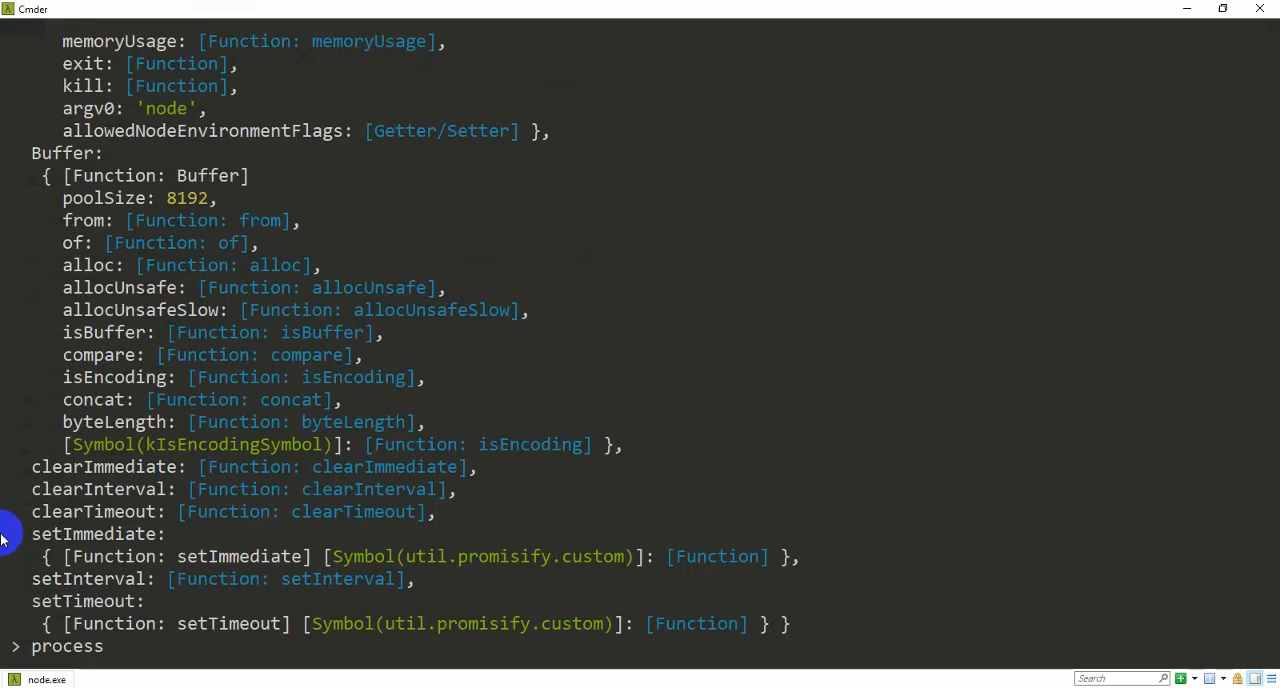 Cmder
memoryUsage: [Function: memoryUsage],
exit: [Function],
kill: [Function],
argv0: 'node',
allowedNodeEnvironmentFlags: [Getter/Setter] },
Buffer:
{ [Function: Buffer]
poolSize: 8192,
from: [Function: from],
of: [Function: of],
alloc: [Function: alloc],
allocUnsafe: [Function: allocUnsafe],
allocUnsafeSlow: [Function: allocUnsafeSlow],
isBuffer: [Function: isBuffer],
compare: [Function: compare],
isEncoding: [Function: isEncoding],
concat: [Function: concat],
byteLength: [Function: byteLength],
[Symbol(kIsEncodingSymbol)]: [Function: isEncoding] },
clearImmediate: [Function: clearImmediate],
clearInterval: [Function: clearInterval],
clearTimeout: [Function: clearTimeout],
setImmediate:
{ [Function: setImmediate] [Symbol(util.promisify.custom)]: [Function] },
setInterval: [Function: setInterval],
setTimeout:
{ [Function: setTimeout] [Symbol(util.promisify.custom)]: [Function] } }
> process
node.exe
Search